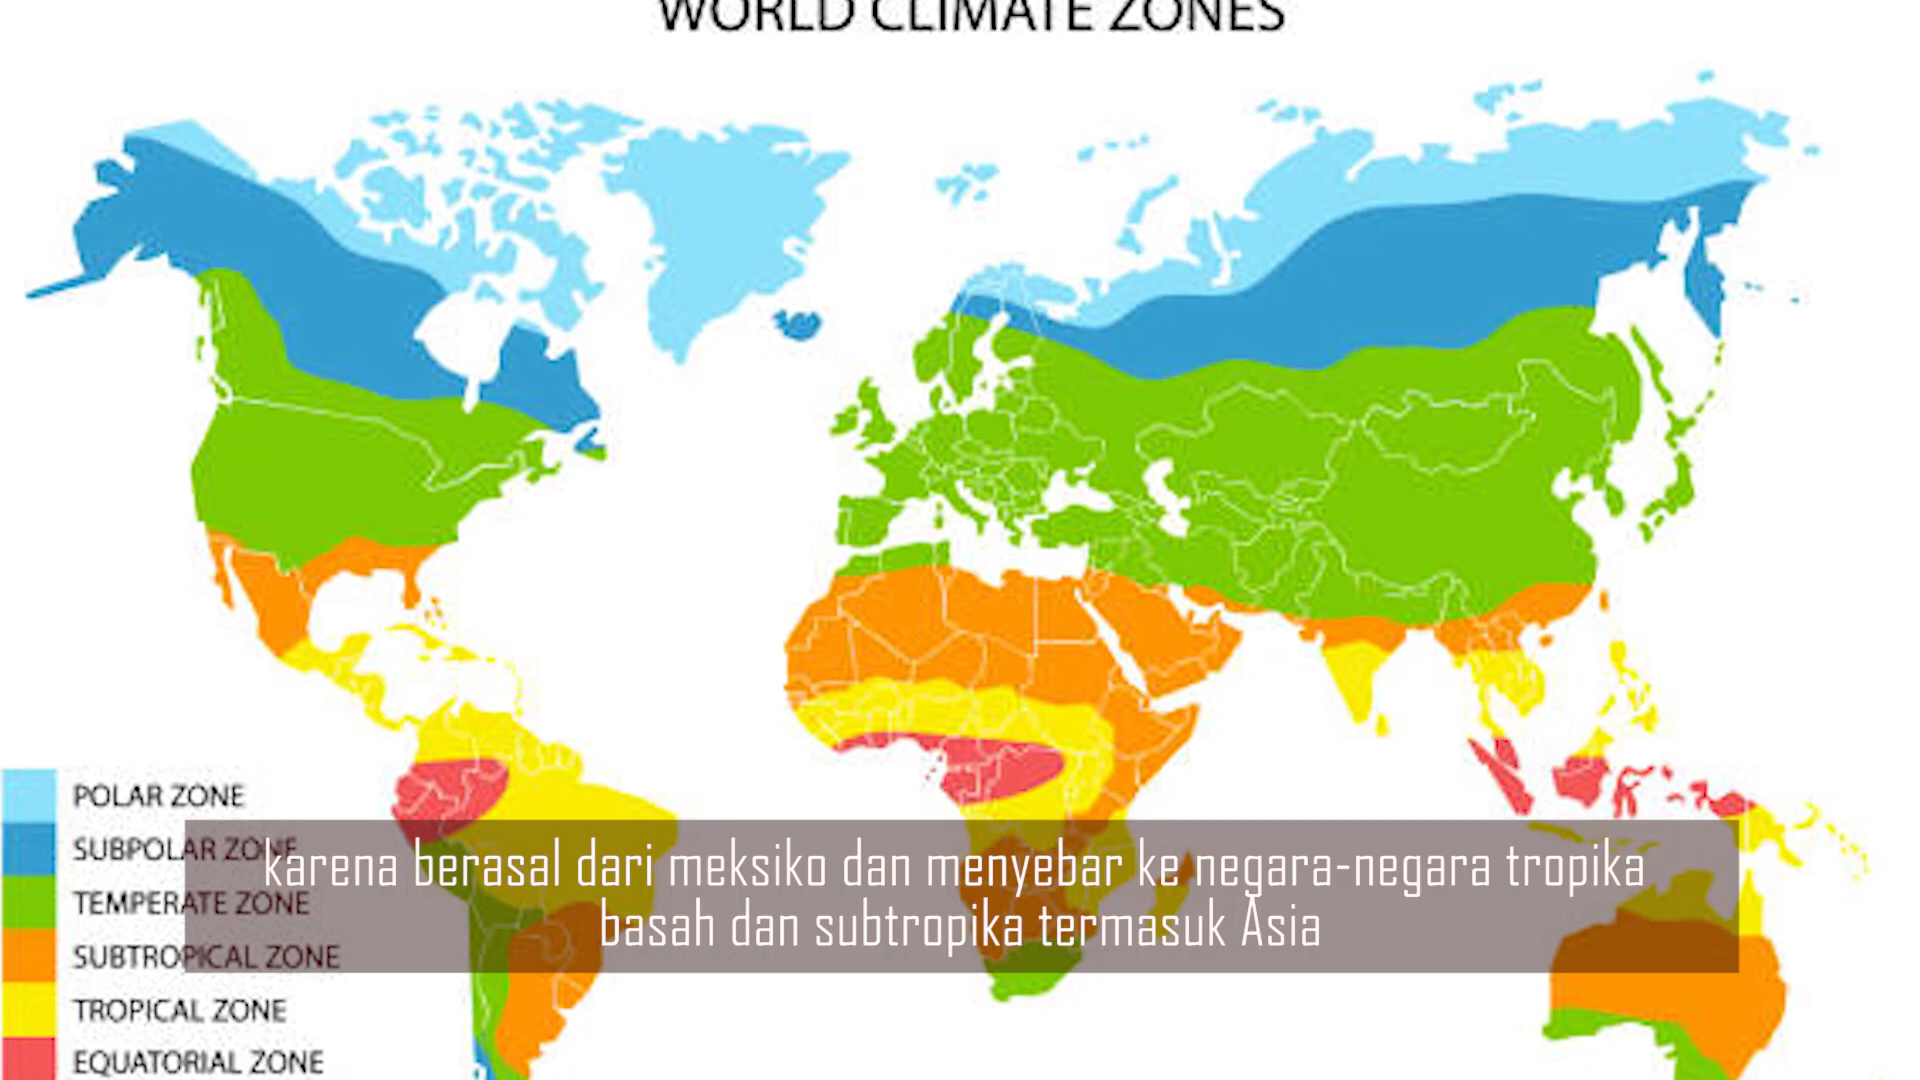 WORLD CLIMATE ZONES
POLAR ZONE
SUBPOLAR ZONE
TEMPERATE ZONE
SUBTROPICAL ZONE
TROPICAL ZONE
EQUATORIAL ZONE
karena berasal dari meksiko dan menyebar ke negara-negara tropika
basah dan subtropika termasuk Asia